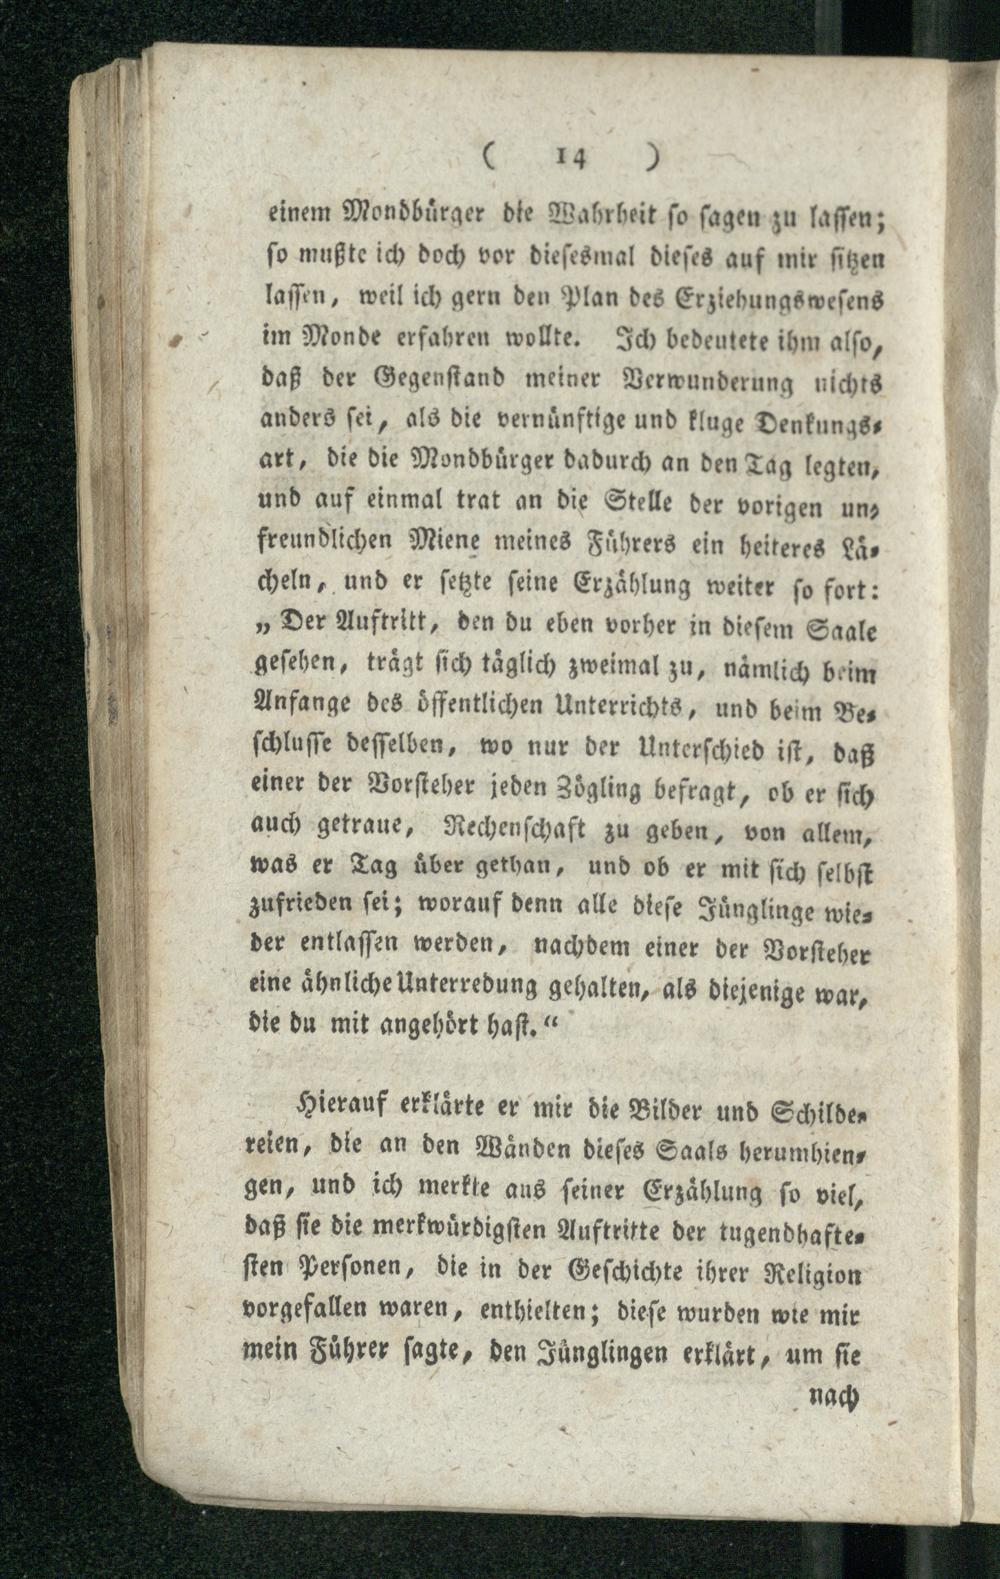 ( 14 )
einem Mondbürger die Wahrheit so sagen zu lassen;
so mußte ich doch vor diesesmal dieses auf mir sitzen
lassen, weil ich gern den Plan des Erziehungswesens
im Monde erfahren wollte. Ich bedeutete ihm also,
daß der Gegenstand meiner Verwunderung nichts
anders sei, als die vernünftige und kluge Denkungs-
art, die die Mondbürger dadurch an den Tag legten,
und auf einmal trat an die Stelle der vorigen un-
freundlichen Miene meines Führers ein heiteres Lä-
cheln, und er setzte seine Erzählung weiter so fort:
„Der Auftritt, den du eben vorher in diesem Saale
gesehen, trägt sich täglich zweimal zu, nämlich beim
Anfange des öffentlichen Unterrichts, und beim Be-
schlusse desselben, wo nur der Unterschied ist, daß
einer der Vorsteher jeden Zögling befragt, ob er sich
auch getraue, Rechenschaft zu geben, von allem,
was er Tag über gethan, und ob er mit sich selbst
zufrieden sei; worauf denn alle diese Jünglinge wie-
der entlassen werden, nachdem einer der Vorsteher
eine ähnliche Unterredung gehalten, als diejenige war,
die du mit angehört hast.“
Hierauf erklärte er mir die Bilder und Schilde-
reien, die an den Wänden dieses Saals herumhien-
gen, und ich merkte aus seiner Erzählung so viel,
daß sie die merkwürdigsten Auftritte der tugendhafte-
sten Personen, die in der Geschichte ihrer Religion
vorgefallen waren, enthielten; diese wurden wie mir
mein Führer sagte, den Jünglingen erklärt, um sie
nach